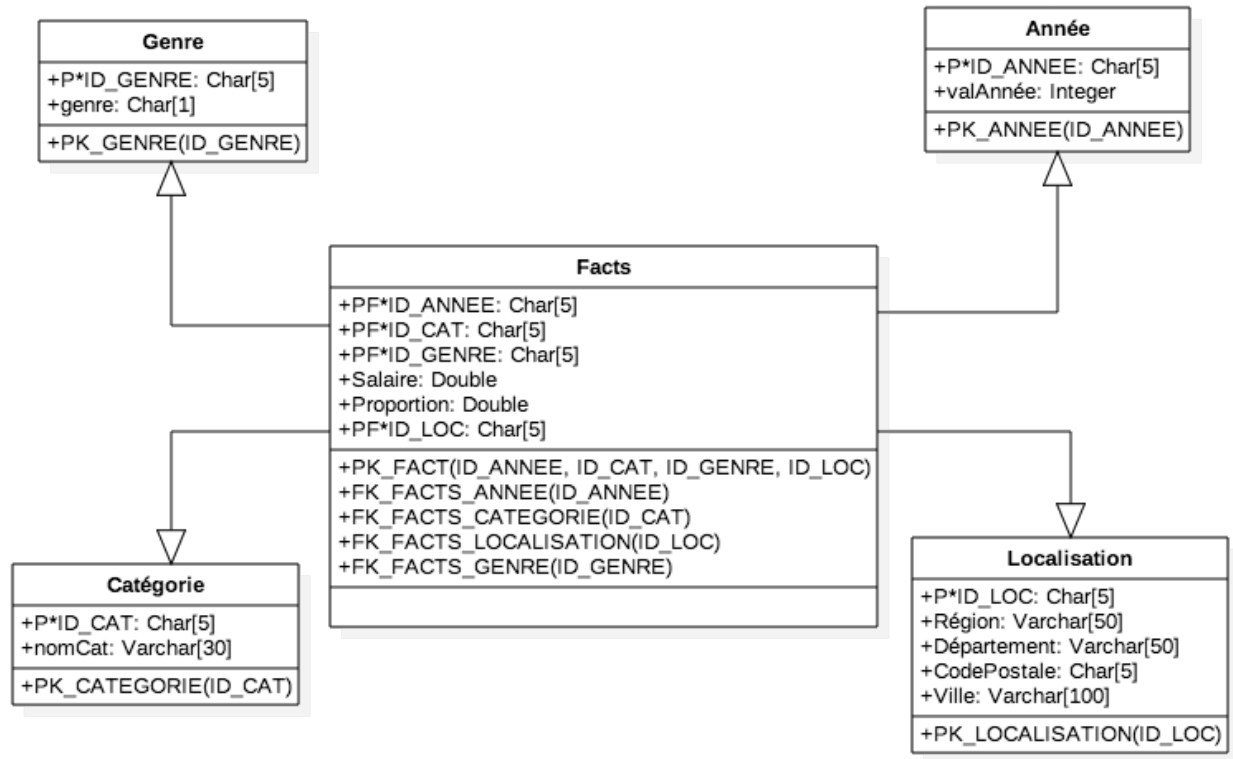 Genre
+P*ID_GENRE: Char[5]
+genre: Char[1]
+PK_GENRE(ID_GENRE)
Année
+P*ID_ANNEE: Char[5]
+valAnnée: Integer
+PK_ANNEE(ID_ANNEE)
Facts
+PF*ID_ANNEE: Char[5]
+PF*ID_CAT: Char[5]
+PF*ID_GENRE: Char[5]
+Salaire: Double
+Proportion: Double
+PF*ID_LOC: Char[5]
+PK_FACT(ID_ANNEE, ID_CAT, ID_GENRE, ID_LOC)
+FK_FACTS_ANNEE(ID_ANNEE)
+FK_FACTS_CATEGORIE(ID_CAT)
+FK_FACTS_LOCALISATION(ID_LOC)
+FK_FACTS_GENRE(ID_GENRE)
Catégorie
+P*ID_CAT: Char[5]
+nomCat: Varchar[30]
+PK_CATEGORIE(ID_CAT)
Localisation
+P*ID_LOC: Char[5]
+Région: Varchar[50]
+Département: Varchar[50]
+CodePostale: Char[5]
+Ville: Varchar[100]
+PK_LOCALISATION(ID_LOC)